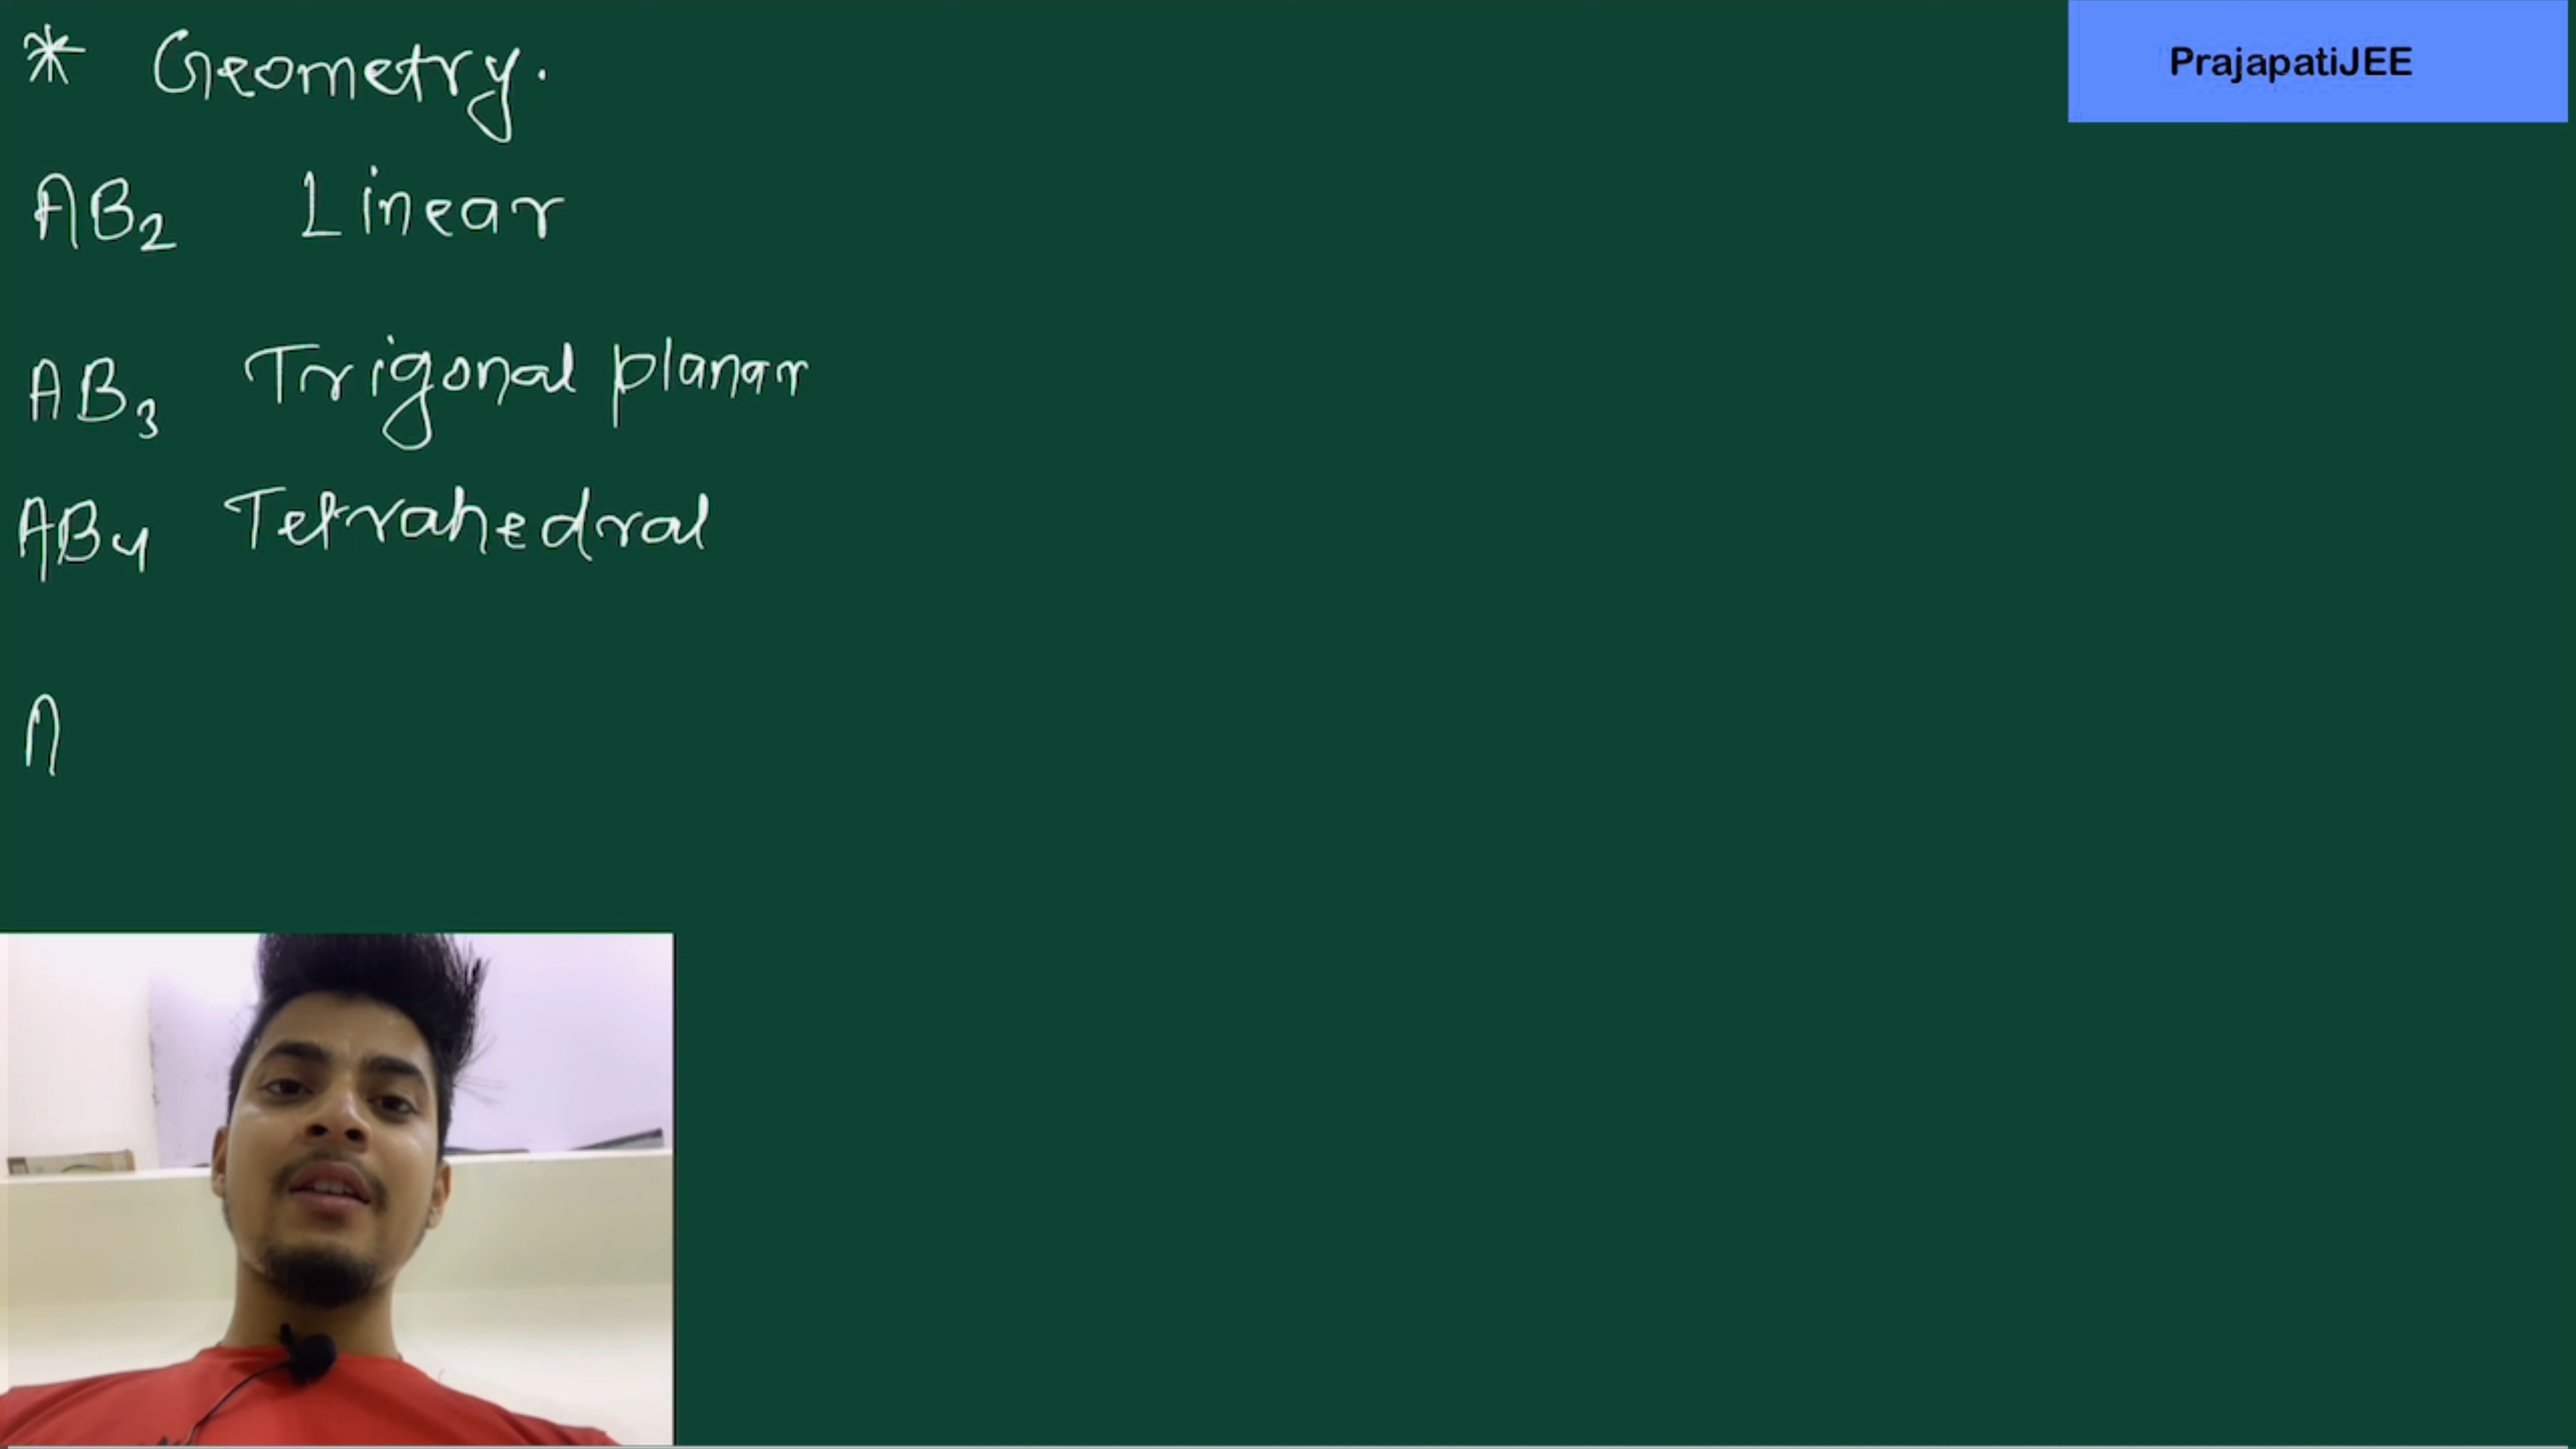 * Geometry.
PrajapatiJEE
AB₂ Linear
AB₃ Trigonal planar
AB₄ Tetrahedral